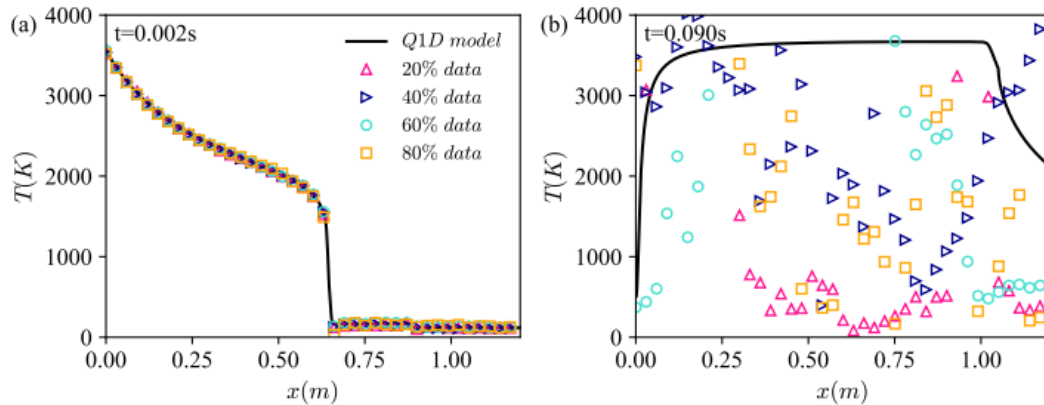 (a)
t=0.002s
Q1D model
20% data
40% data
60% data
80% data
4000
3000
2000
1000
0
T(K)
0.00 0.25 0.50 0.75 1.00
x(m)
(b)
t=0.090s
4000
3000
2000
1000
0
T(K)
0.00 0.25 0.50 0.75 1.00
x(m)